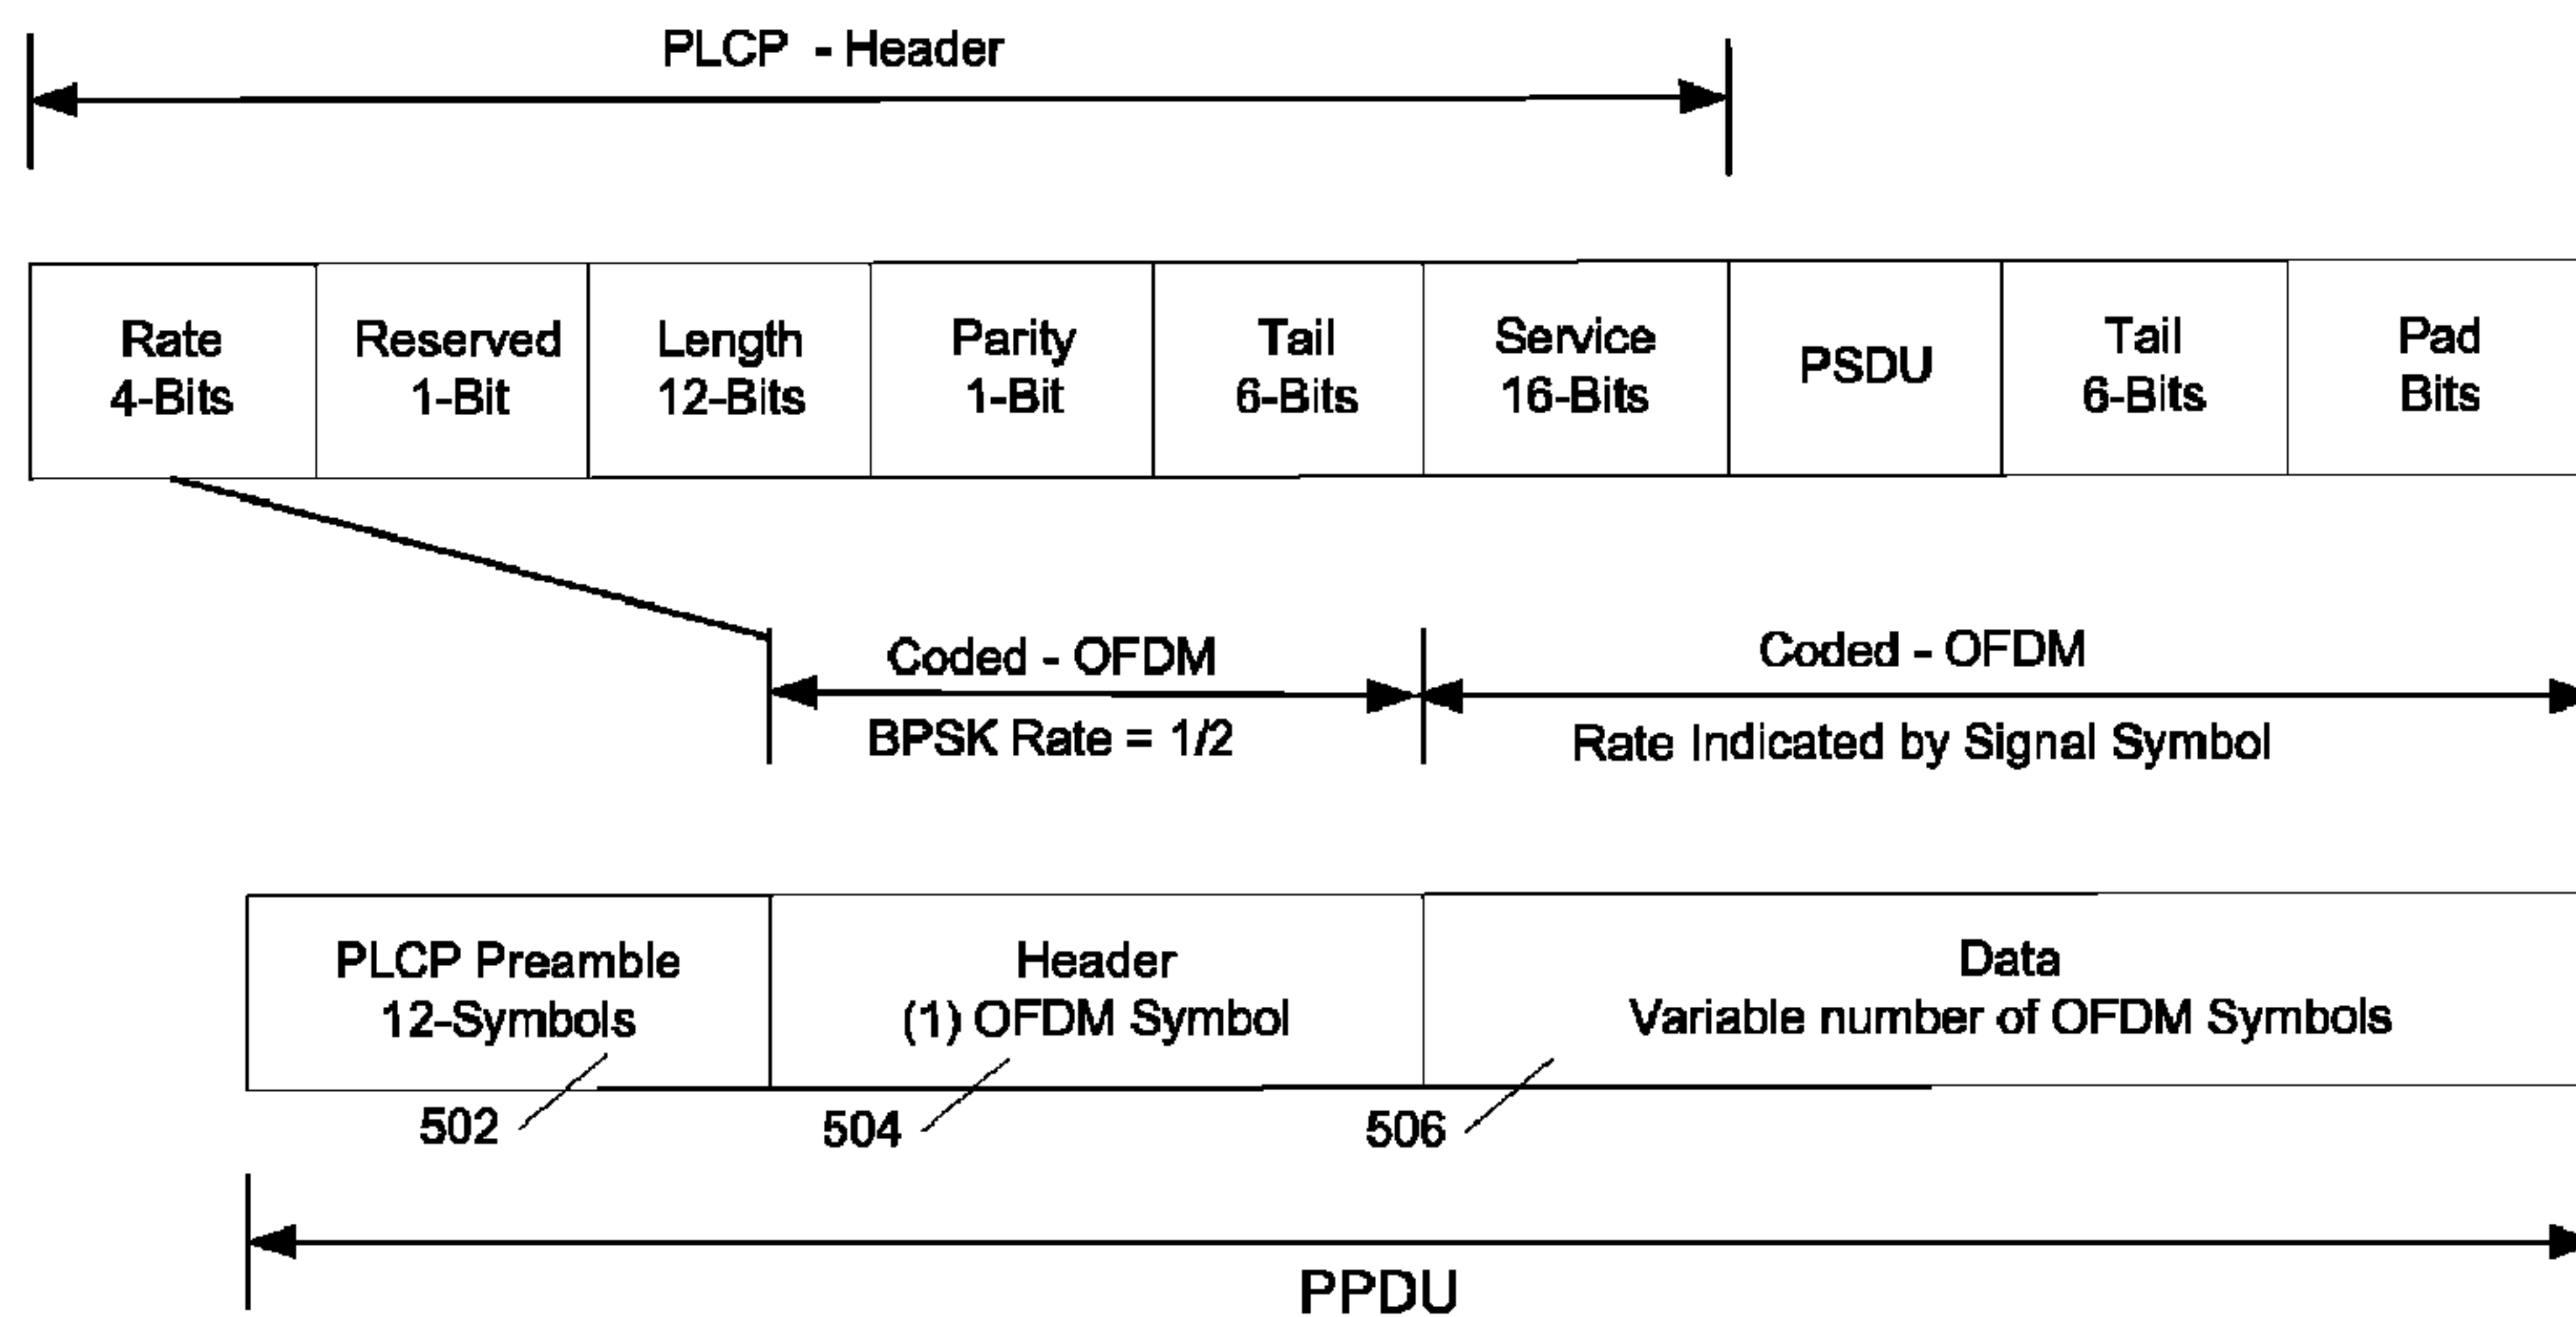 PLCP - Header
Rate
4-Bits
Reserved
1-Bit
Length
12-Bits
Parity
1-Bit
Tail
6-Bits
Service
16-Bits
PSDU
Tail
6-Bits
Pad
Bits
Coded - OFDM
BPSK Rate = 1/2
Coded - OFDM
Rate Indicated by Signal Symbol
PLCP Preamble
12-Symbols
Header
(1) OFDM Symbol
Data
Variable number of OFDM Symbols
502
504
506
PPDU